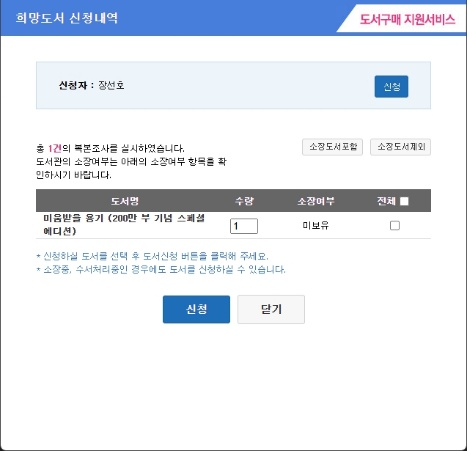 희망도서 신청내역
도서구매 지원서비스
신청자 : 장선호
신청
총 1건의 복본조사를 실시하였습니다.
도서관의 소장여부는 아래의 소장여부 항목를 확
인하시기 바랍니다.
소장도서포함
소장도서제외
도서명 수량 소장여부 전체
미움받을 용기 (200만 부 기념 스페셜
에디션)
1
미보유
* 신청하실 도서를 선택 후 도서신청 버튼을 클릭해 주세요.
* 소장중, 수서처리중인 경우에도 도서를 신청하실 수 있습니다.
신청
닫기